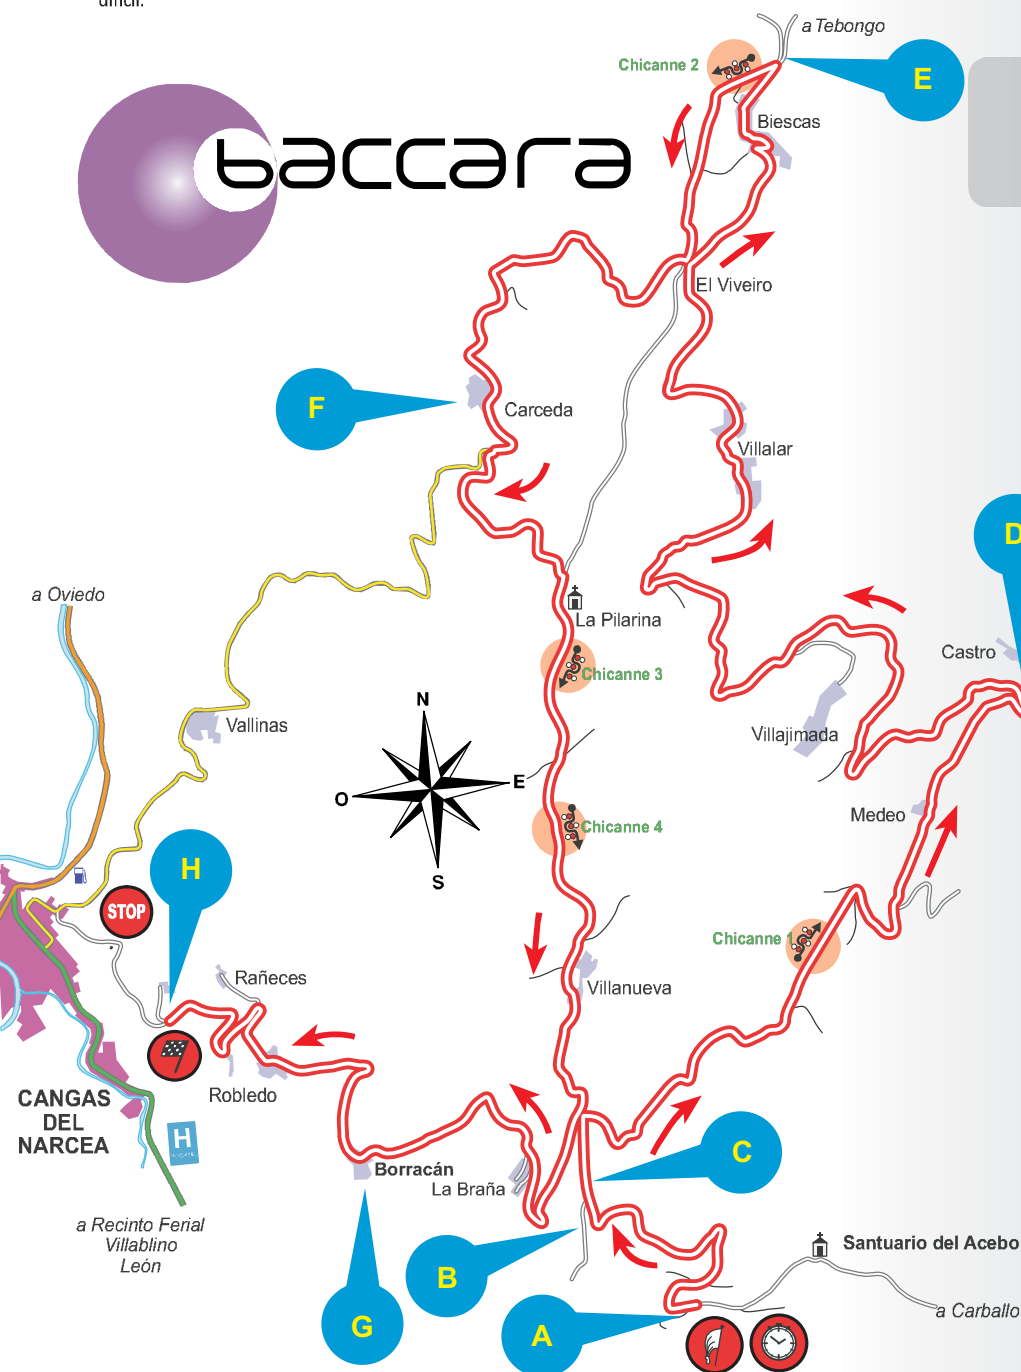 difícil.
a Tebongo
Chicanne 2
E
Biescas
baccara
El Viveiro
F
Carceda
Villalar
D
a Oviedo
La Pilarina
Castro
Chicanne 3
N
Vallinas
Villajimada
E
O
Medeo
Chicanne 4
H
S
STOP
Chicanne 1
Rañeces
Villanueva
Robledo
CANGAS
DEL
NARCEA
H
C
Borracán
La Braña
a Recinto Ferial
Villablino
León
Santuario del Acebo
B
a Carballo
G
A